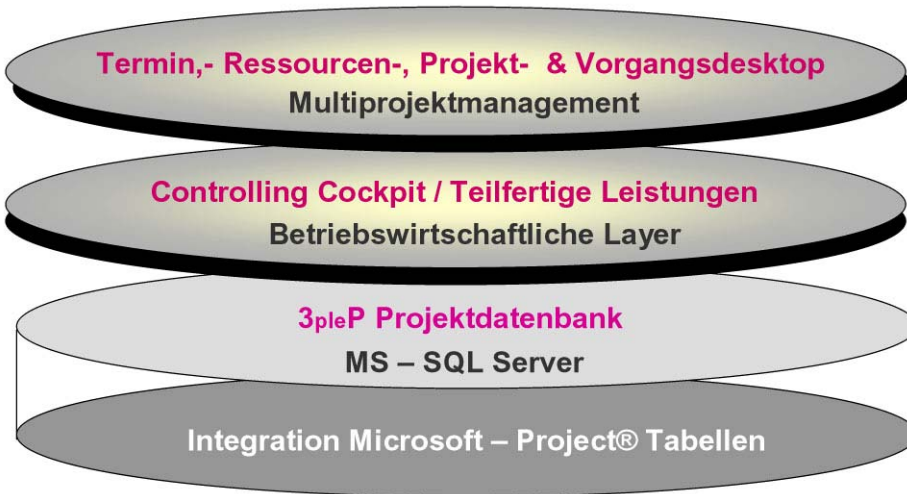 Termin,- Ressourcen-, Projekt- & Vorgangsdesktop
Multiprojektmanagement
Controlling Cockpit / Teilfertige Leistungen
Betriebswirtschaftliche Layer
3pleP Projektdatenbank
MS – SQL Server
Integration Microsoft – Project® Tabellen